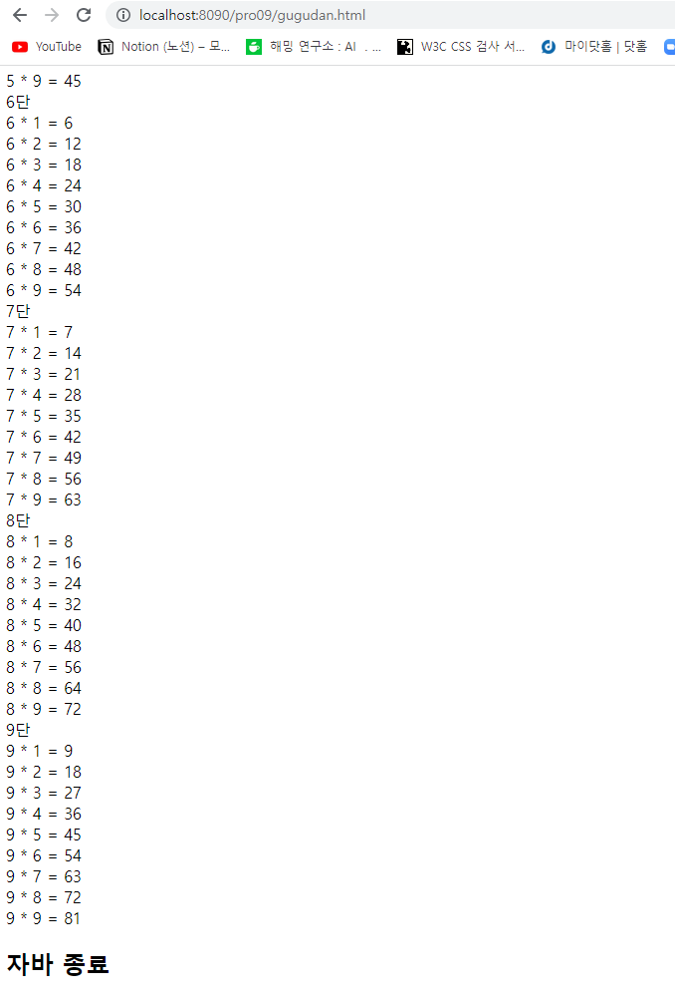 localhost:8090/pro09/gugudan.html
YouTube Notion (노션) – 모... 해밍 연구소 : AI . ... W3C CSS 검사 서... 마이닷홈 | 닷홈
5 * 9 = 45
6단
6 * 1 = 6
6 * 2 = 12
6 * 3 = 18
6 * 4 = 24
6 * 5 = 30
6 * 6 = 36
6 * 7 = 42
6 * 8 = 48
6 * 9 = 54
7단
7 * 1 = 7
7 * 2 = 14
7 * 3 = 21
7 * 4 = 28
7 * 5 = 35
7 * 6 = 42
7 * 7 = 49
7 * 8 = 56
7 * 9 = 63
8단
8 * 1 = 8
8 * 2 = 16
8 * 3 = 24
8 * 4 = 32
8 * 5 = 40
8 * 6 = 48
8 * 7 = 56
8 * 8 = 64
8 * 9 = 72
9단
9 * 1 = 9
9 * 2 = 18
9 * 3 = 27
9 * 4 = 36
9 * 5 = 45
9 * 6 = 54
9 * 7 = 63
9 * 8 = 72
9 * 9 = 81
자바 종료